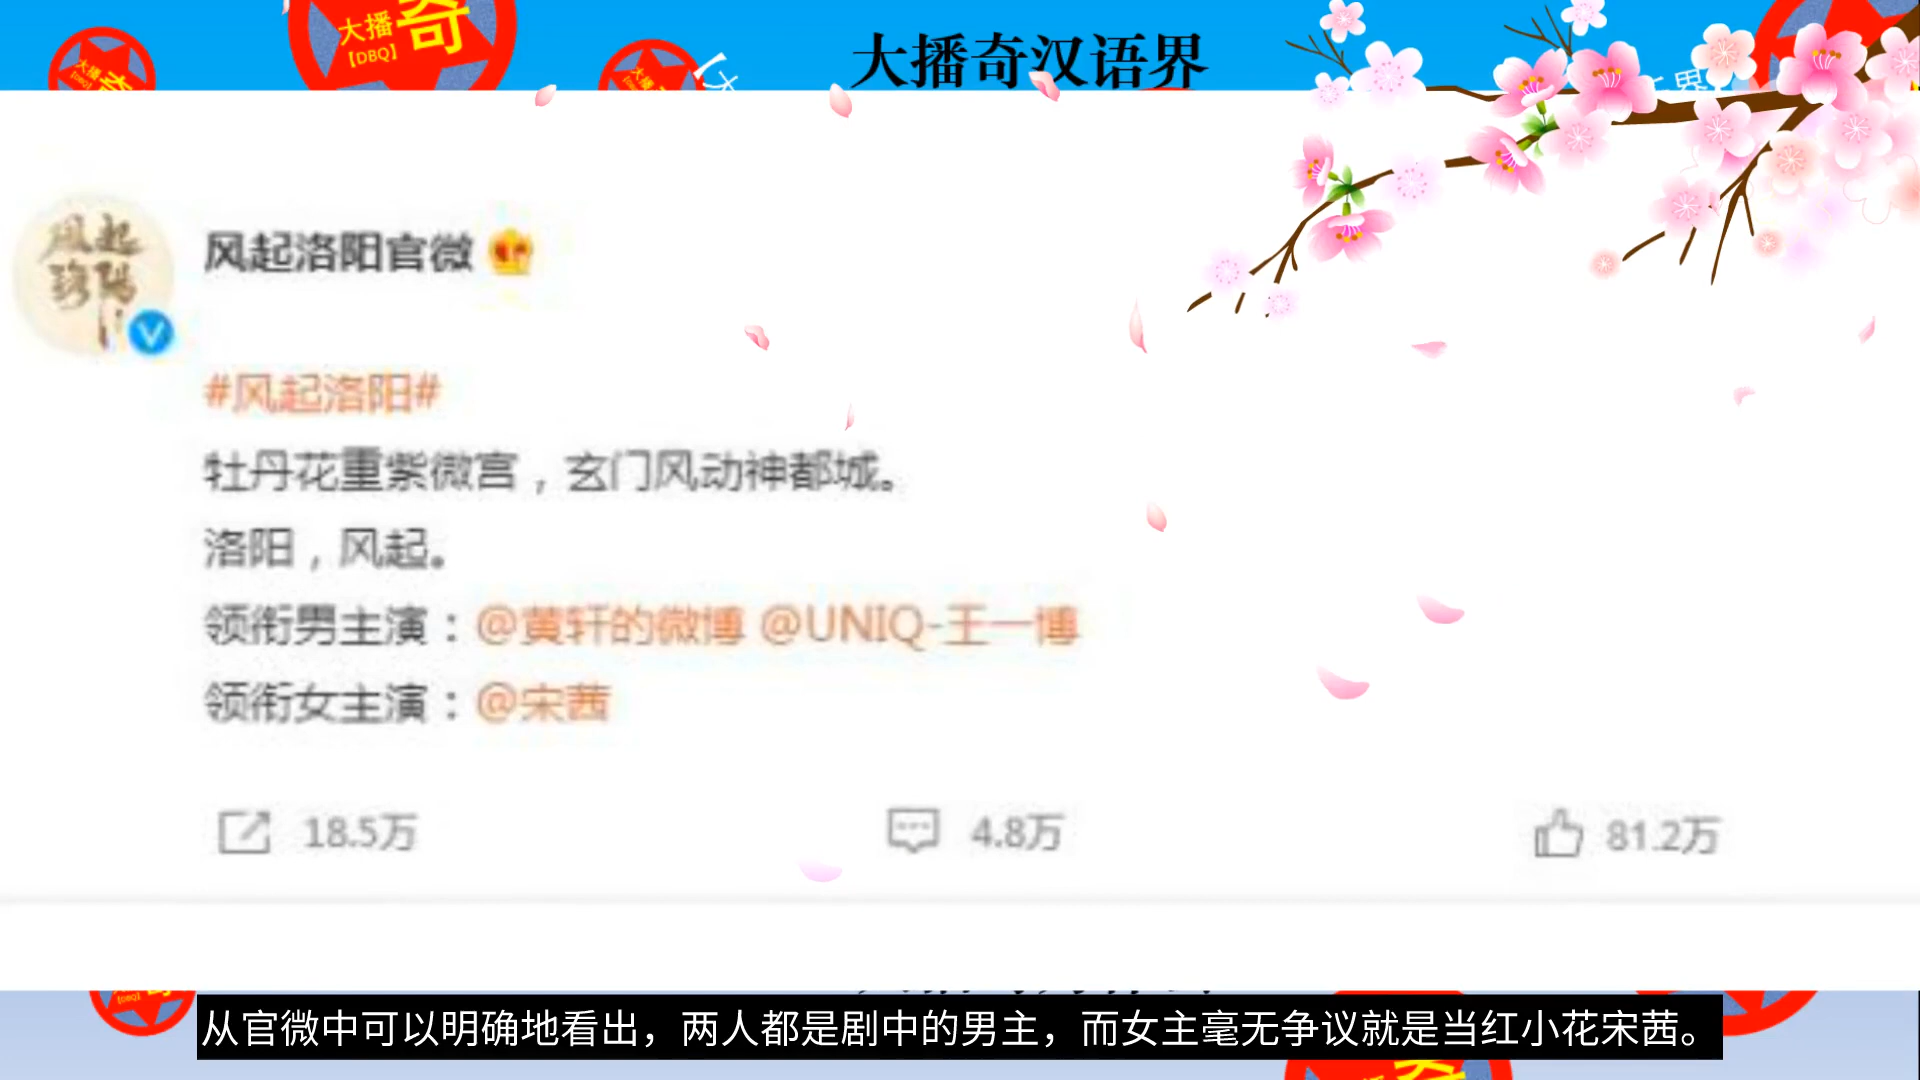 大播奇汉语界
大播
奇
【DBQ】
风起洛阳
风起洛阳官微
#风起洛阳#
牡丹花重紫微宫，玄门风动神都城。
洛阳，风起。
领衔男主演：@黄轩的微博 @UNIQ-王一博
领衔女主演：@宋茜
18.5万
4.8万
81.2万
从官微中可以明确地看出，两人都是剧中的男主，而女主毫无争议就是当红小花宋茜。